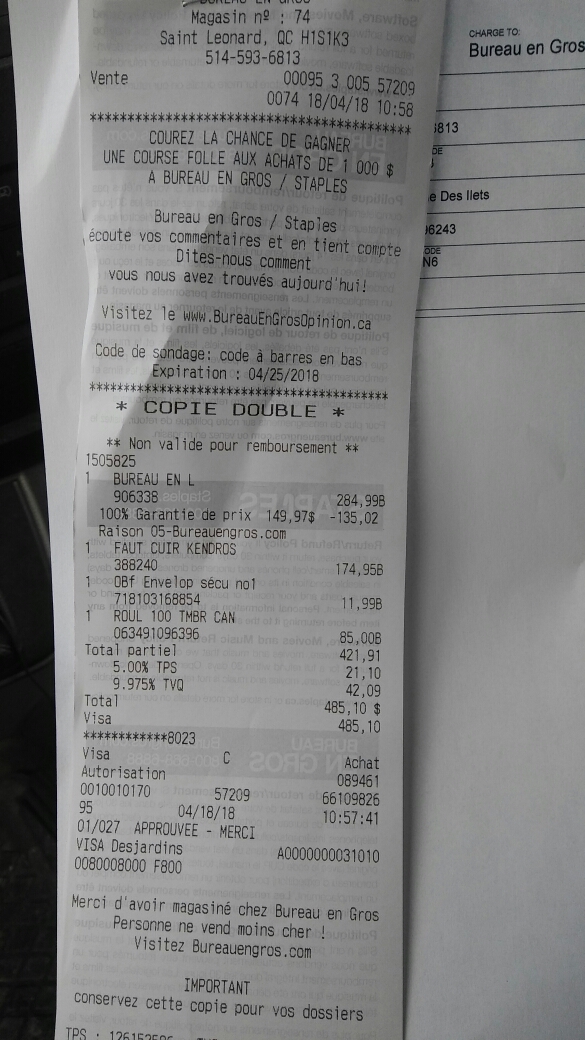 BUREAU EN GROS
Magasin nº : 74
Saint Leonard, QC H1S1K3
514-593-6813
Vente 00095 3 005 57209
0074 18/04/18 10:58
****************************************
COUREZ LA CHANCE DE GAGNER
UNE COURSE FOLLE AUX ACHATS DE 1 000 $
A BUREAU EN GROS / STAPLES
Bureau en Gros / Staples
écoute vos commentaires et en tient compte
Dites-nous comment
vous nous avez trouvés aujourd'hui!
Visitez le www.BureauEnGrosOpinion.ca
Code de sondage: code à barres en bas
Expiration : 04/25/2018
****************************************
* COPIE DOUBLE *
** Non valide pour remboursement **
1505825
1 BUREAU EN L
906338 284,99B
100% Garantie de prix 149,97$ -135,02
Raison 05-Bureauengros.com
1 FAUT CUIR KENDROS
388240 174,95B
1 OBf Envelop sécu no1
718103168854 11,99B
1 ROUL 100 TMBR CAN
063491096396 85,00B
Total partiel 421,91
5.00% TPS 21,10
9.975% TVQ 42,09
Total 485,10 $
Visa 485,10
************8023
Visa C Achat
Autorisation 089461
0010010170 57209 66109826
95 04/18/18 10:57:41
01/027 APPROUVEE - MERCI
VISA Desjardins A0000000031010
0080008000 F800
Merci d'avoir magasiné chez Bureau en Gros
Personne ne vend moins cher !
Visitez Bureauengros.com
IMPORTANT
conservez cette copie pour vos dossiers
TPS :
CHARGE TO:
Bureau en Gros
6813
e Des Ilets
06243
N6